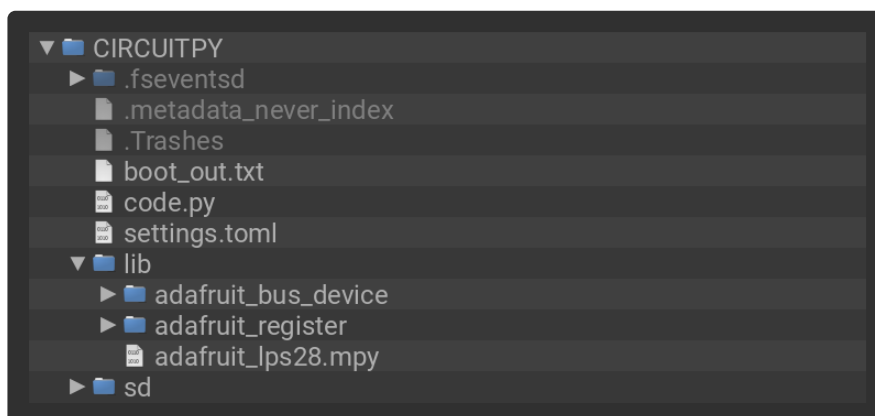 CIRCUITPY
.fseventsd
.metadata_never_index
.Trashes
boot_out.txt
code.py
settings.toml
lib
adafruit_bus_device
adafruit_register
adafruit_lps28.mpy
sd